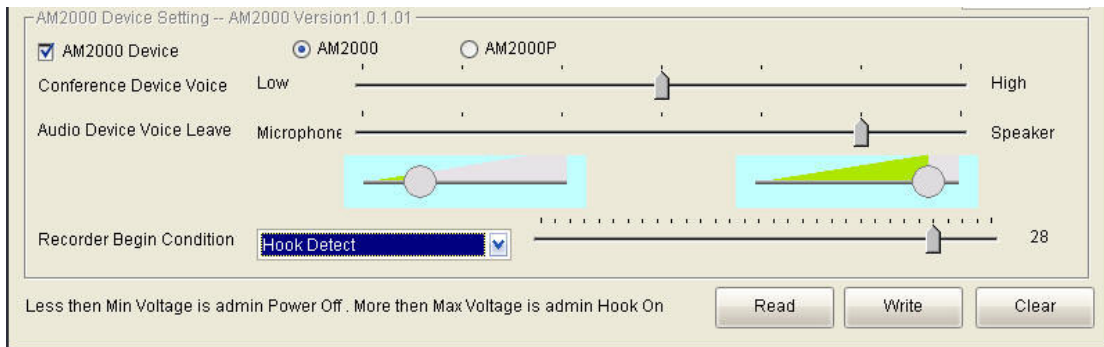 AM2000 Device Setting -- AM2000 Version1.0.1.01
AM2000 Device AM2000 AM2000P
Conference Device Voice Low High
Audio Device Voice Leave Microphone Speaker
Recorder Begin Condition Hook Detect 28
Less then Min Voltage is admin Power Off . More then Max Voltage is admin Hook On Read Write Clear